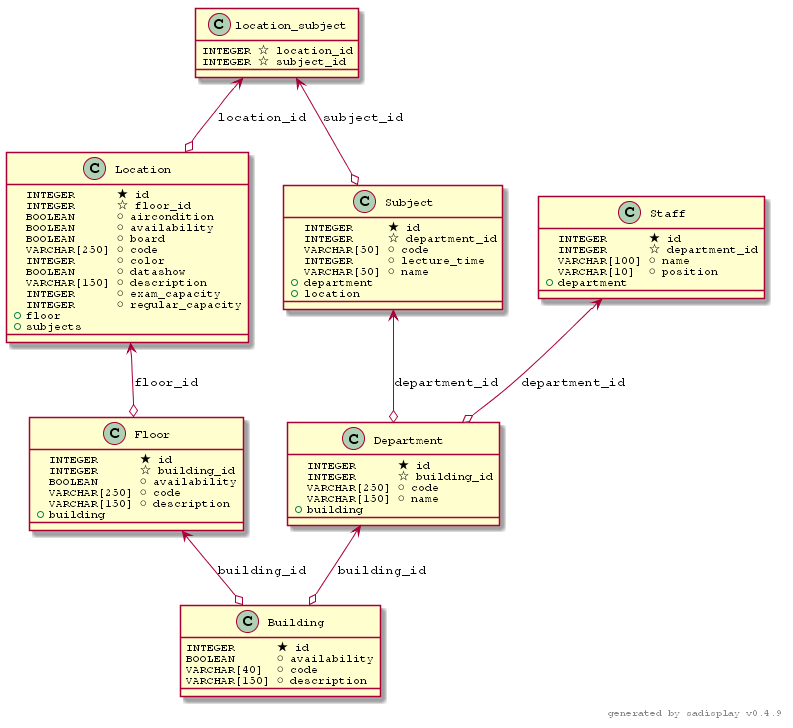 C location_subject
INTEGER ☆ location_id
INTEGER ☆ subject_id
location_id
subject_id
C Location
INTEGER ★ id
INTEGER ☆ floor_id
BOOLEAN ○ aircondition
BOOLEAN ○ availability
BOOLEAN ○ board
VARCHAR[250] ○ code
INTEGER ○ color
BOOLEAN ○ datashow
VARCHAR[150] ○ description
INTEGER ○ exam_capacity
INTEGER ○ regular_capacity
floor
subjects
C Subject
INTEGER ★ id
INTEGER ☆ department_id
VARCHAR[50] ○ code
INTEGER ○ lecture_time
VARCHAR[50] ○ name
department
location
C Staff
INTEGER ★ id
INTEGER ☆ department_id
VARCHAR[100] ○ name
VARCHAR[10] ○ position
department
floor_id
department_id
department_id
C Floor
INTEGER ★ id
INTEGER ☆ building_id
BOOLEAN ○ availability
VARCHAR[250] ○ code
VARCHAR[150] ○ description
building
C Department
INTEGER ★ id
INTEGER ☆ building_id
VARCHAR[250] ○ code
VARCHAR[150] ○ name
building
building_id
building_id
C Building
INTEGER ★ id
BOOLEAN ○ availability
VARCHAR[40] ○ code
VARCHAR[150] ○ description
generated by sadisplay v0.4.9